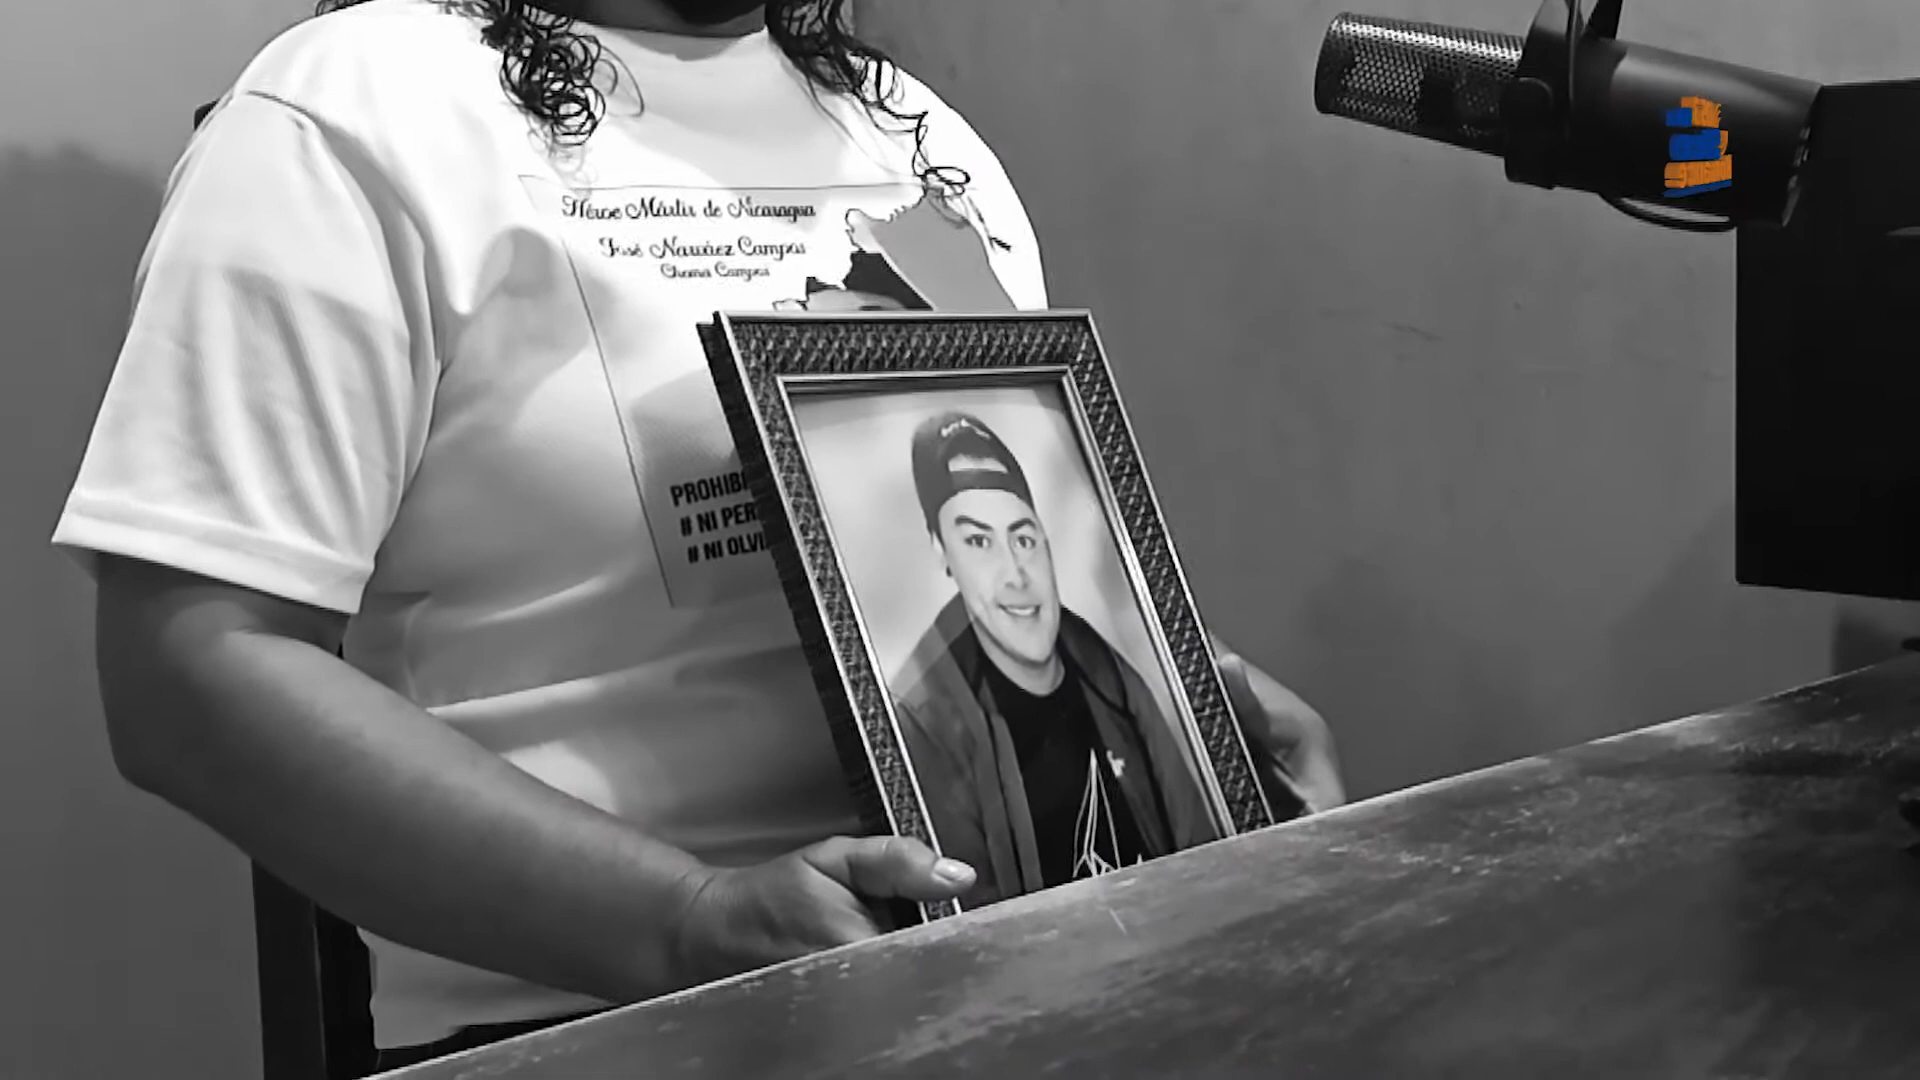 Héroe Mártir de Nicaragua
José Narváez Campos
Chema Campos
PROHIBI
# NI PER
# NI OLVI